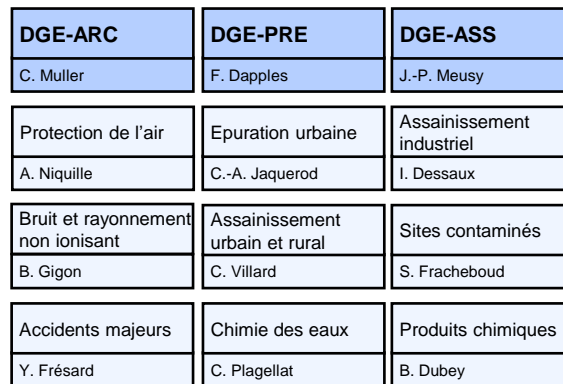 DGE-ARC
C. Muller
DGE-PRE
F. Dapples
DGE-ASS
J.-P. Meusy
Protection de l'air
A. Niquille
Epuration urbaine
C.-A. Jaquerod
Assainissement
industriel
I. Dessaux
Bruit et rayonnement
non ionisant
B. Gigon
Assainissement
urbain et rural
C. Villard
Sites contaminés
S. Fracheboud
Accidents majeurs
Y. Frésard
Chimie des eaux
C. Plagellat
Produits chimiques
B. Dubey